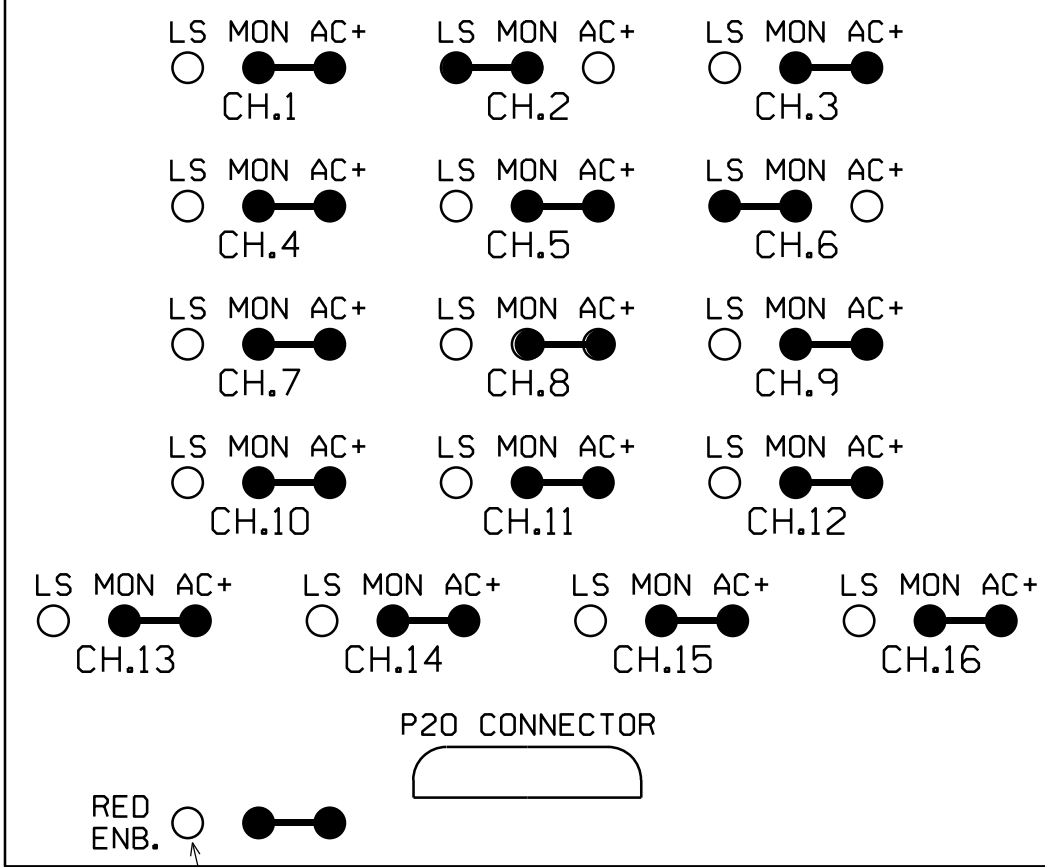 LS MON AC+ LS MON AC+ LS MON AC+
CH.1 CH.2 CH.3
LS MON AC+ LS MON AC+ LS MON AC+
CH.4 CH.5 CH.6
LS MON AC+ LS MON AC+ LS MON AC+
CH.7 CH.8 CH.9
LS MON AC+ LS MON AC+ LS MON AC+
CH.10 CH.11 CH.12
LS MON AC+ LS MON AC+ LS MON AC+ LS MON AC+
CH.13 CH.14 CH.15 CH.16
P20 CONNECTOR
RED
ENB.